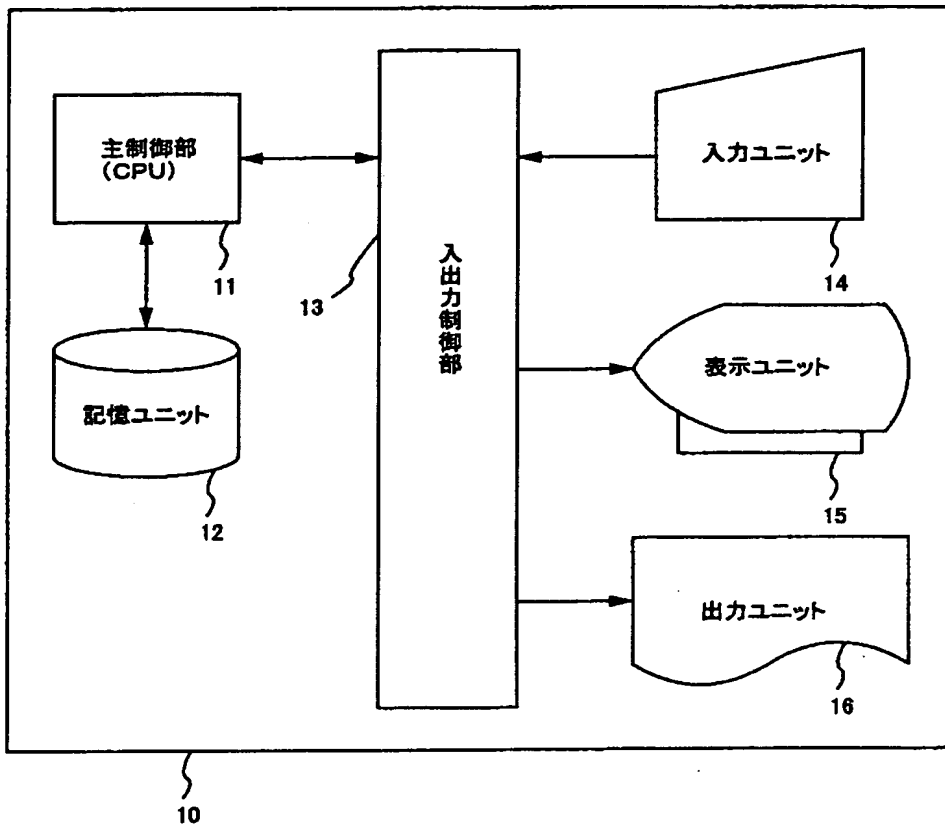 主制御部
(CPU)
11
記憶ユニット
12
13
入出力制御部
入力ユニット
14
表示ユニット
15
出力ユニット
16
10